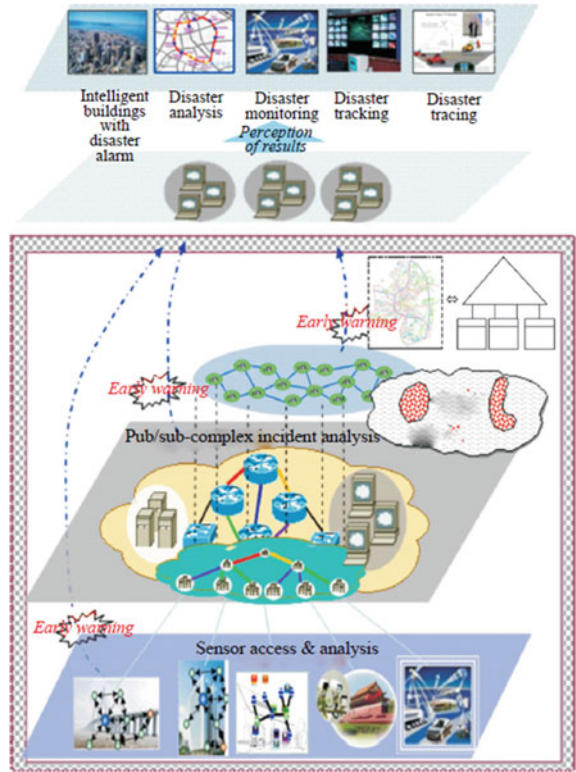 Intelligent
buildings
with
disaster
alarm
Disaster
analysis
Disaster
monitoring
Disaster
tracking
Disaster
tracing
Perception
of results
Early warning
Early warning
Pub/sub-complex incident analysis
Early warning
Sensor access & analysis